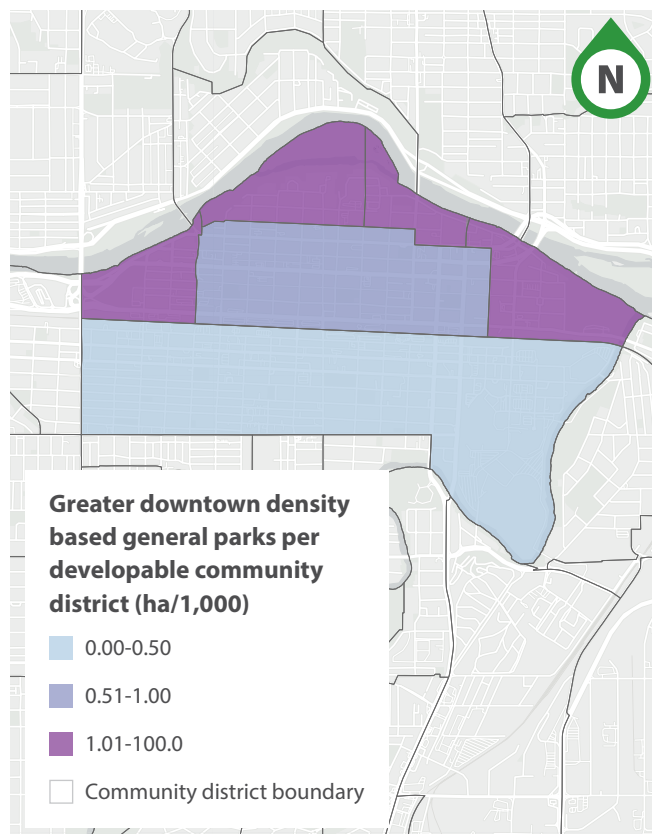 N
Greater downtown density
based general parks per
developable community
district (ha/1,000)
0.00-0.50
0.51-1.00
1.01-100.0
Community district boundary